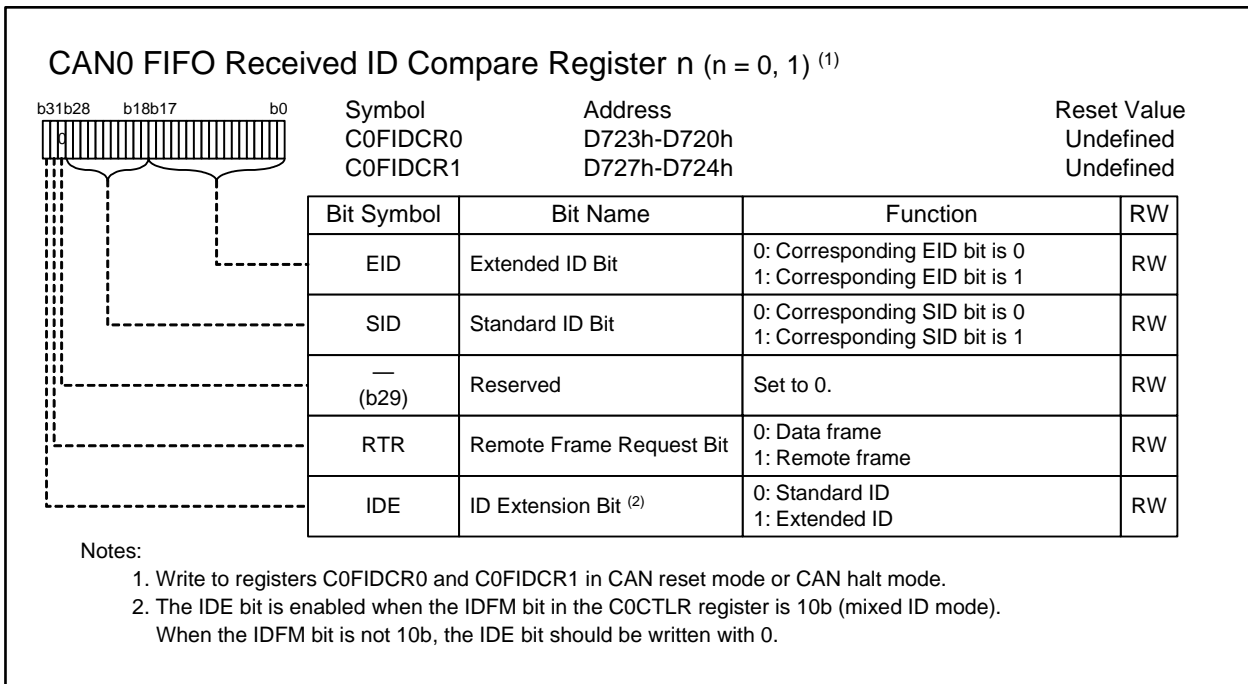 CAN0 FIFO Received ID Compare Register n (n = 0, 1) (1)
b31b28 b18b17 b0
0
Symbol Address Reset Value
C0FIDCR0 D723h-D720h Undefined
C0FIDCR1 D727h-D724h Undefined
Bit Symbol Bit Name Function RW
EID Extended ID Bit 0: Corresponding EID bit is 0
1: Corresponding EID bit is 1 RW
SID Standard ID Bit 0: Corresponding SID bit is 0
1: Corresponding SID bit is 1 RW
—
(b29) Reserved Set to 0. RW
RTR Remote Frame Request Bit 0: Data frame
1: Remote frame RW
IDE ID Extension Bit (2) 0: Standard ID
1: Extended ID RW
Notes:
1. Write to registers C0FIDCR0 and C0FIDCR1 in CAN reset mode or CAN halt mode.
2. The IDE bit is enabled when the IDFM bit in the C0CTLR register is 10b (mixed ID mode).
When the IDFM bit is not 10b, the IDE bit should be written with 0.